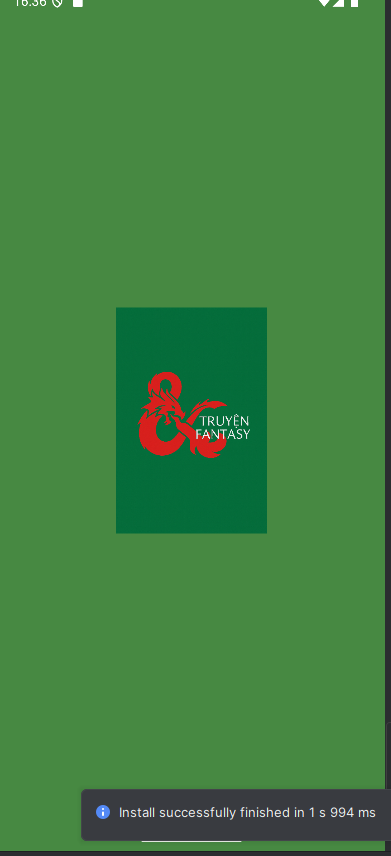 16:36
TRUYỆN
FANTASY
Install successfully finished in 1 s 994 ms